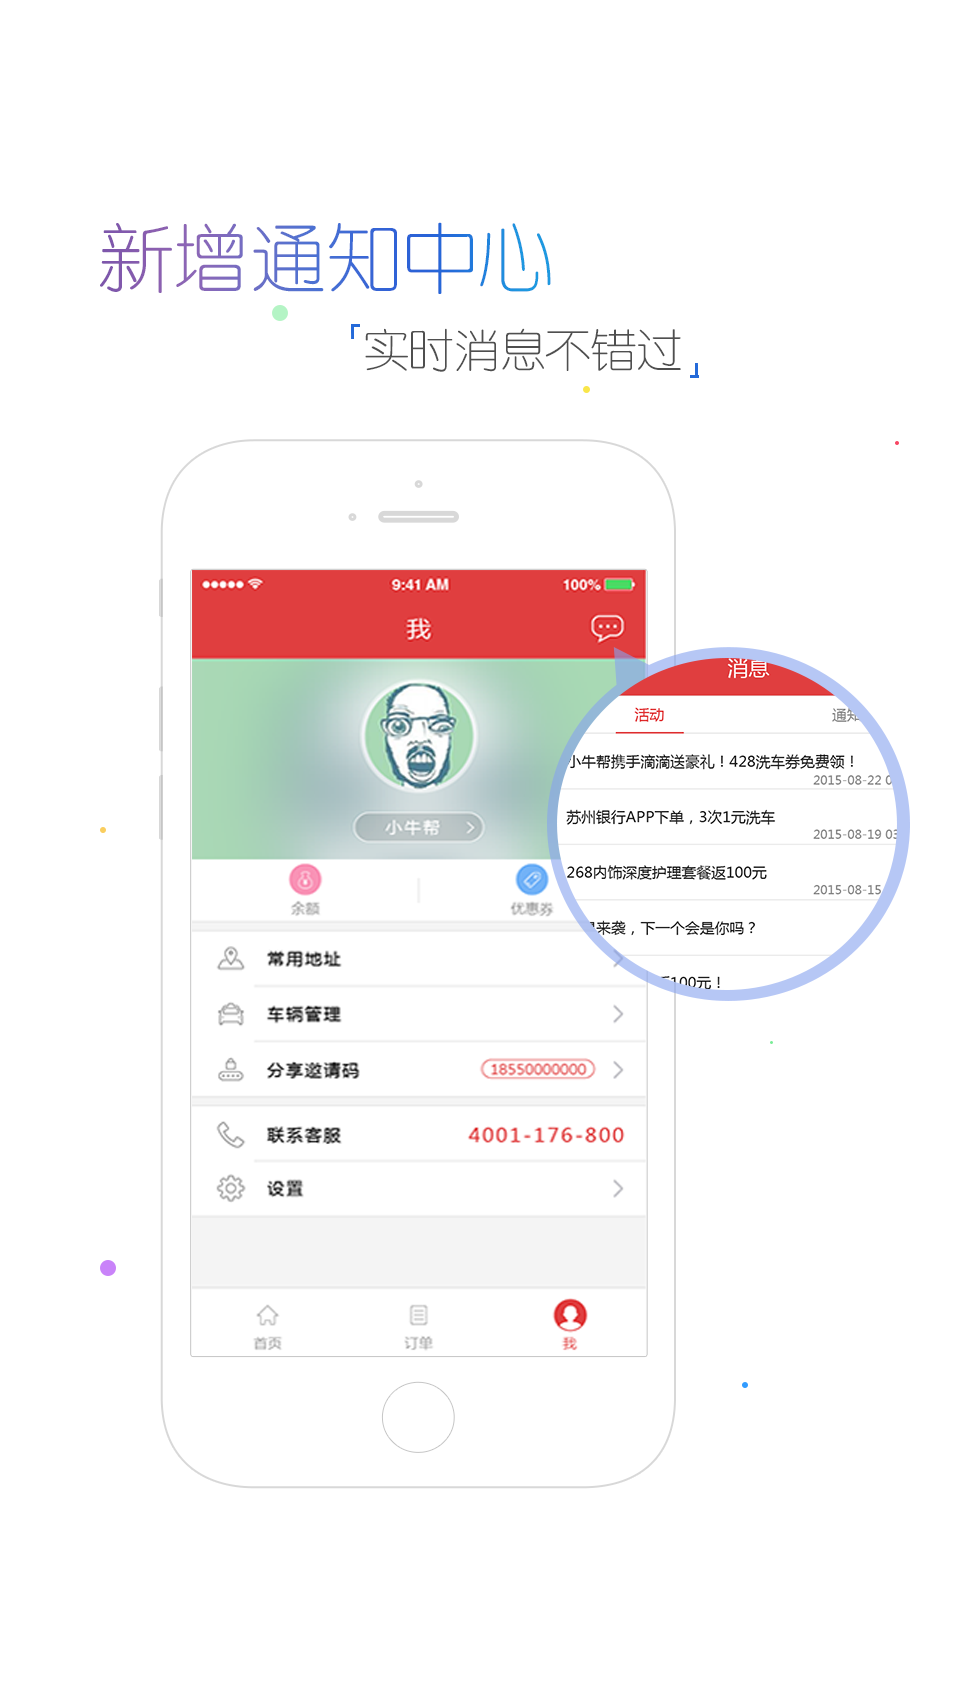 新增通知中心
「实时消息不错过」
9:41 AM 100%
我
消息
活动 通知
小牛帮携手滴滴送豪礼！428洗车券免费领！
2015-08-22
苏州银行APP下单，3次1元洗车
2015-08-19
268内饰深度护理套餐返100元
2015-08-15
来袭，下一个会是你吗？
100元！
小牛帮
余额 优惠券
常用地址
车辆管理
分享邀请码 18550000000
联系客服 4001-176-800
设置
首页 订单 我